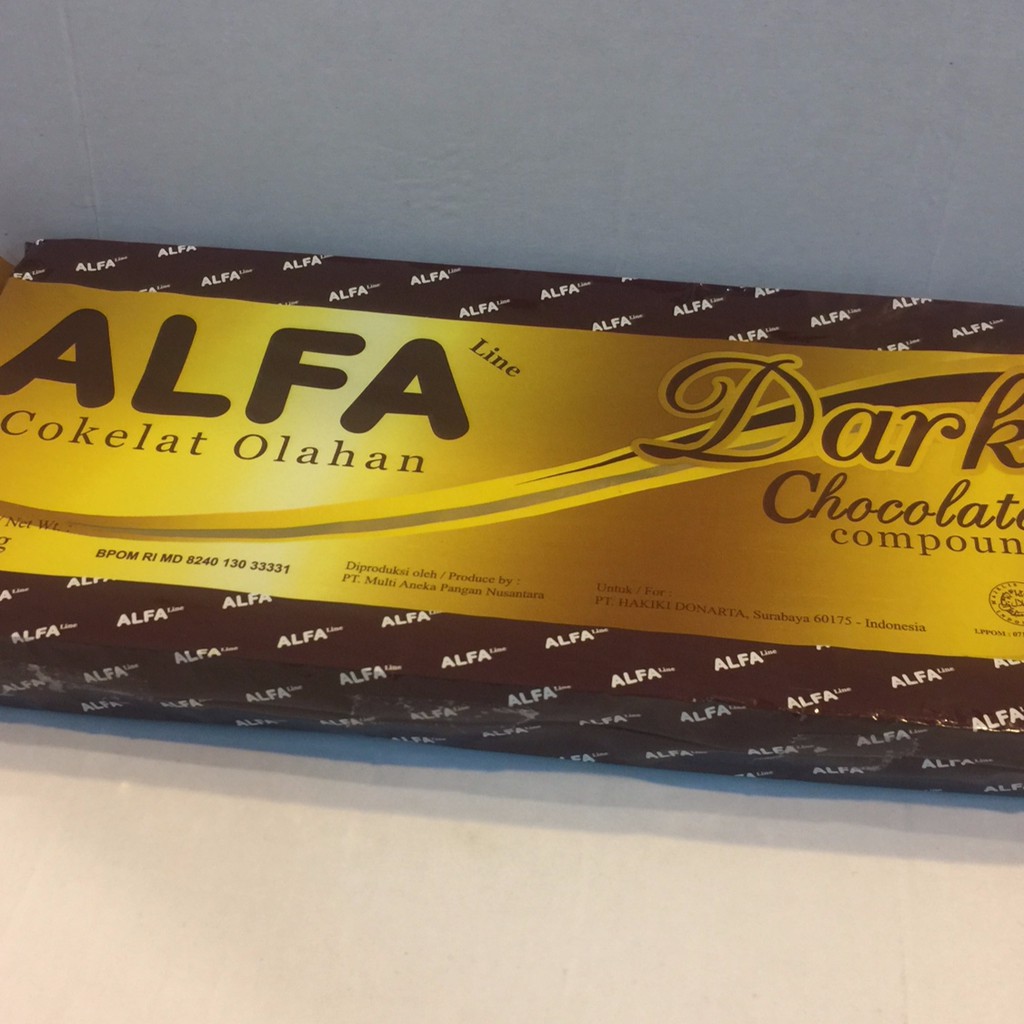 ALFA Line
Cokelat Olahan
Dark
Chocolate
compoun
/ Net Wt. :
g
BPOM RI MD 8240 130 33331
Diproduksi oleh / Produce by :
PT. Multi Aneka Pangan Nusantara
Untuk / For :
PT. HAKIKI DONARTA, Surabaya 60175 - Indonesia
LPPOM : 07